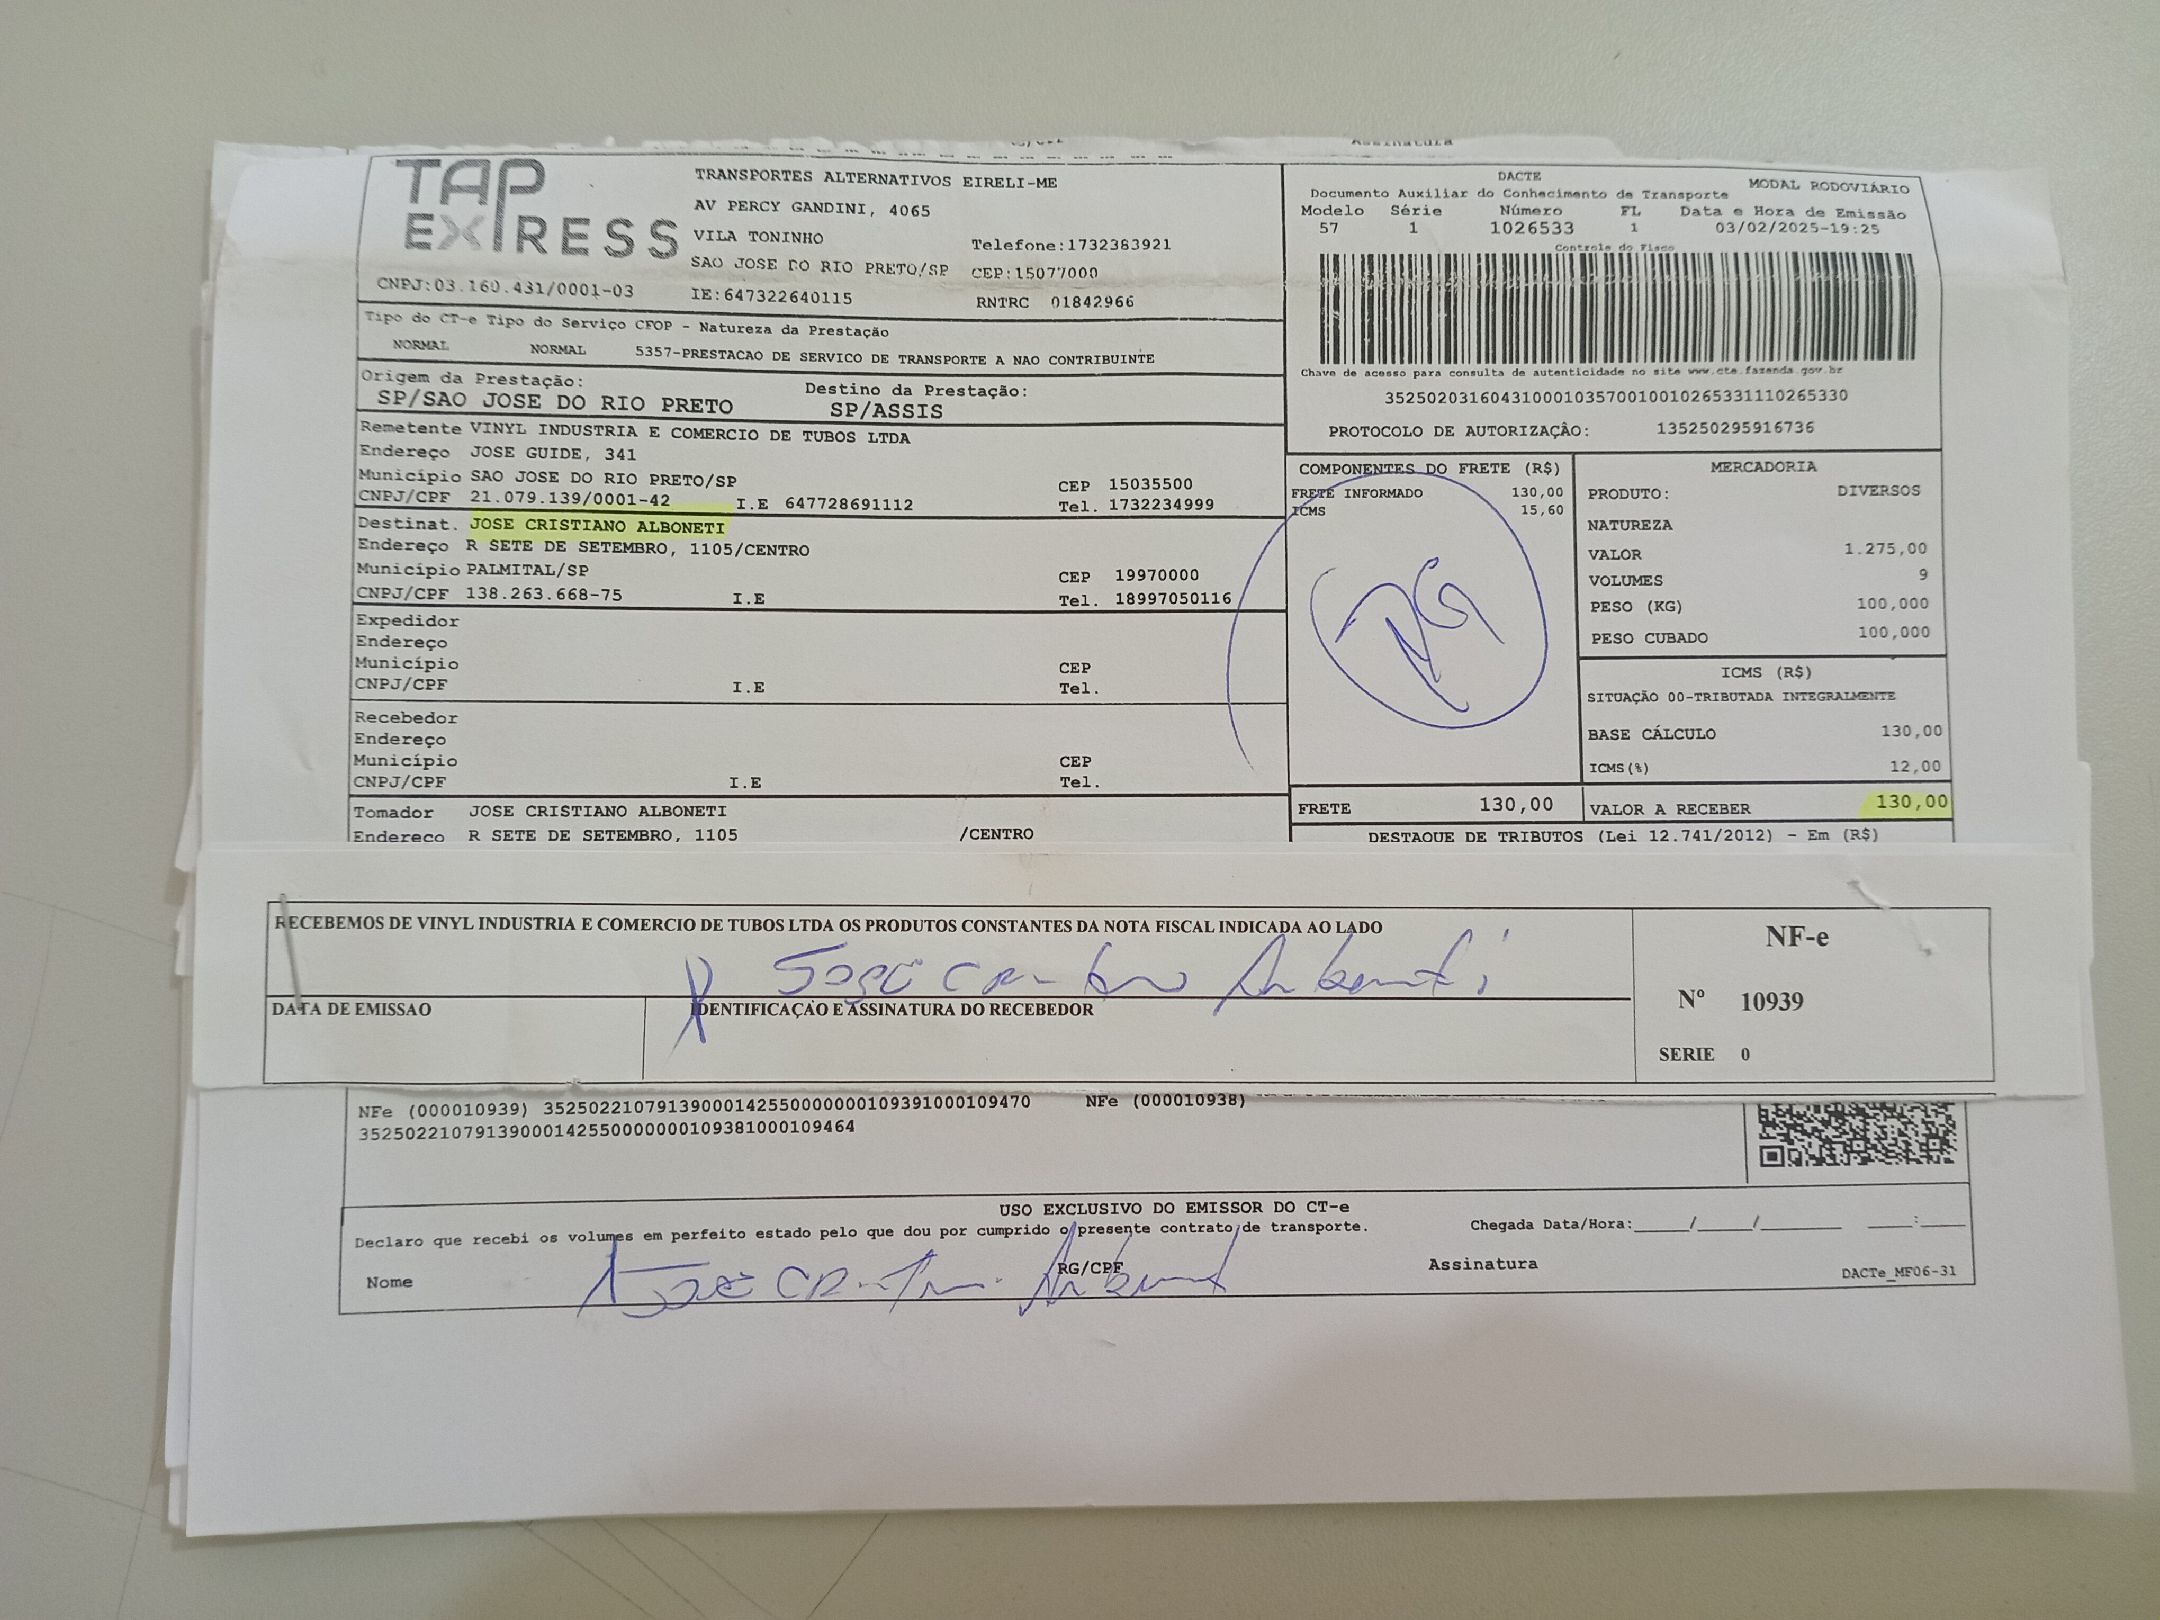 Assinatura
TAP EXPRESS
TRANSPORTES ALTERNATIVOS EIRELI-ME
AV PERCY GANDINI, 4065
VILA TONINHO Telefone:1732383921
SAO JOSE DO RIO PRETO/SP CEP:15077000
CNPJ:03.160.431/0001-03 IE:647322640115 RNTRC 01842966
DACTE MODAL RODOVIÁRIO
Documento Auxiliar do Conhecimento de Transporte
Modelo Série Número FL Data e Hora de Emissão
57 1 1026533 1 03/02/2025-19:25
Controle do Fisco
Chave de acesso para consulta de autenticidade no site www.cte.fazenda.gov.br
35250203160431000103570010010265331110265330
PROTOCOLO DE AUTORIZAÇÂO: 135250295916736
Tipo do CT-e Tipo do Serviço CFOP - Natureza da Prestação
NORMAL NORMAL 5357-PRESTACAO DE SERVICO DE TRANSPORTE A NAO CONTRIBUINTE
Origem da Prestação: Destino da Prestação:
SP/SAO JOSE DO RIO PRETO SP/ASSIS
Remetente VINYL INDUSTRIA E COMERCIO DE TUBOS LTDA
Endereço JOSE GUIDE, 341
Município SAO JOSE DO RIO PRETO/SP CEP 15035500
CNPJ/CPF 21.079.139/0001-42 I.E 647728691112 Tel. 1732234999
Destinat. JOSE CRISTIANO ALBONETI
Endereço R SETE DE SETEMBRO, 1105/CENTRO
Município PALMITAL/SP CEP 19970000
CNPJ/CPF 138.263.668-75 I.E Tel. 18997050116
Expedidor
Endereço
Município CEP
CNPJ/CPF I.E Tel.
Recebedor
Endereço
Município CEP
CNPJ/CPF I.E Tel.
Tomador JOSE CRISTIANO ALBONETI
Endereço R SETE DE SETEMBRO, 1105 /CENTRO
COMPONENTES DO FRETE (R$)
FRETE INFORMADO 130,00
ICMS 15,60
MERCADORIA
PRODUTO: DIVERSOS
NATUREZA
VALOR 1.275,00
VOLUMES 9
PESO (KG) 100,000
PESO CUBADO 100,000
ICMS (R$)
SITUAÇÃO 00-TRIBUTADA INTEGRALMENTE
BASE CÁLCULO 130,00
ICMS(%) 12,00
FRETE 130,00 VALOR A RECEBER 130,00
DESTAQUE DE TRIBUTOS (Lei 12.741/2012) - Em (R$)
RECEBEMOS DE VINYL INDUSTRIA E COMERCIO DE TUBOS LTDA OS PRODUTOS CONSTANTES DA NOTA FISCAL INDICADA AO LADO
DATA DE EMISSAO IDENTIFICAÇAO E ASSINATURA DO RECEBEDOR
NF-e
Nº 10939
SERIE 0
NFe (000010939) 35250221079139000142550000000109391000109470 NFe (000010938)
35250221079139000142550000000109381000109464
USO EXCLUSIVO DO EMISSOR DO CT-e
Declaro que recebi os volumes em perfeito estado pelo que dou por cumprido o presente contrato de transporte. Chegada Data/Hora:____/____/______ ___:___
Nome RG/CPF Assinatura DACTe_MF06-31